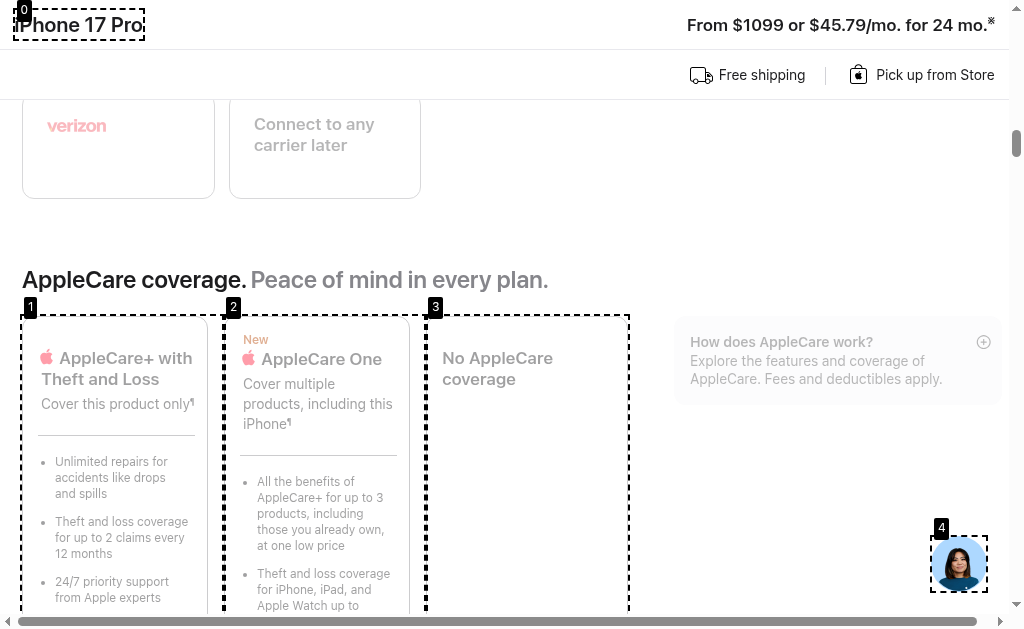 iPhone 17 Pro
From $1099 or $45.79/mo. for 24 mo.※
Free shipping
Pick up from Store
verizon
Connect to any
carrier later
AppleCare coverage. Peace of mind in every plan.
0
1
AppleCare+ with
Theft and Loss
Cover this product only¶
• Unlimited repairs for
accidents like drops
and spills
• Theft and loss coverage
for up to 2 claims every
12 months
• 24/7 priority support
from Apple experts
2
New
AppleCare One
Cover multiple
products, including this
iPhone¶
• All the benefits of
AppleCare+ for up to 3
products, including
those you already own,
at one low price
• Theft and loss coverage
for iPhone, iPad, and
Apple Watch up to
3
No AppleCare
coverage
How does AppleCare work?
Explore the features and coverage of
AppleCare. Fees and deductibles apply.
4